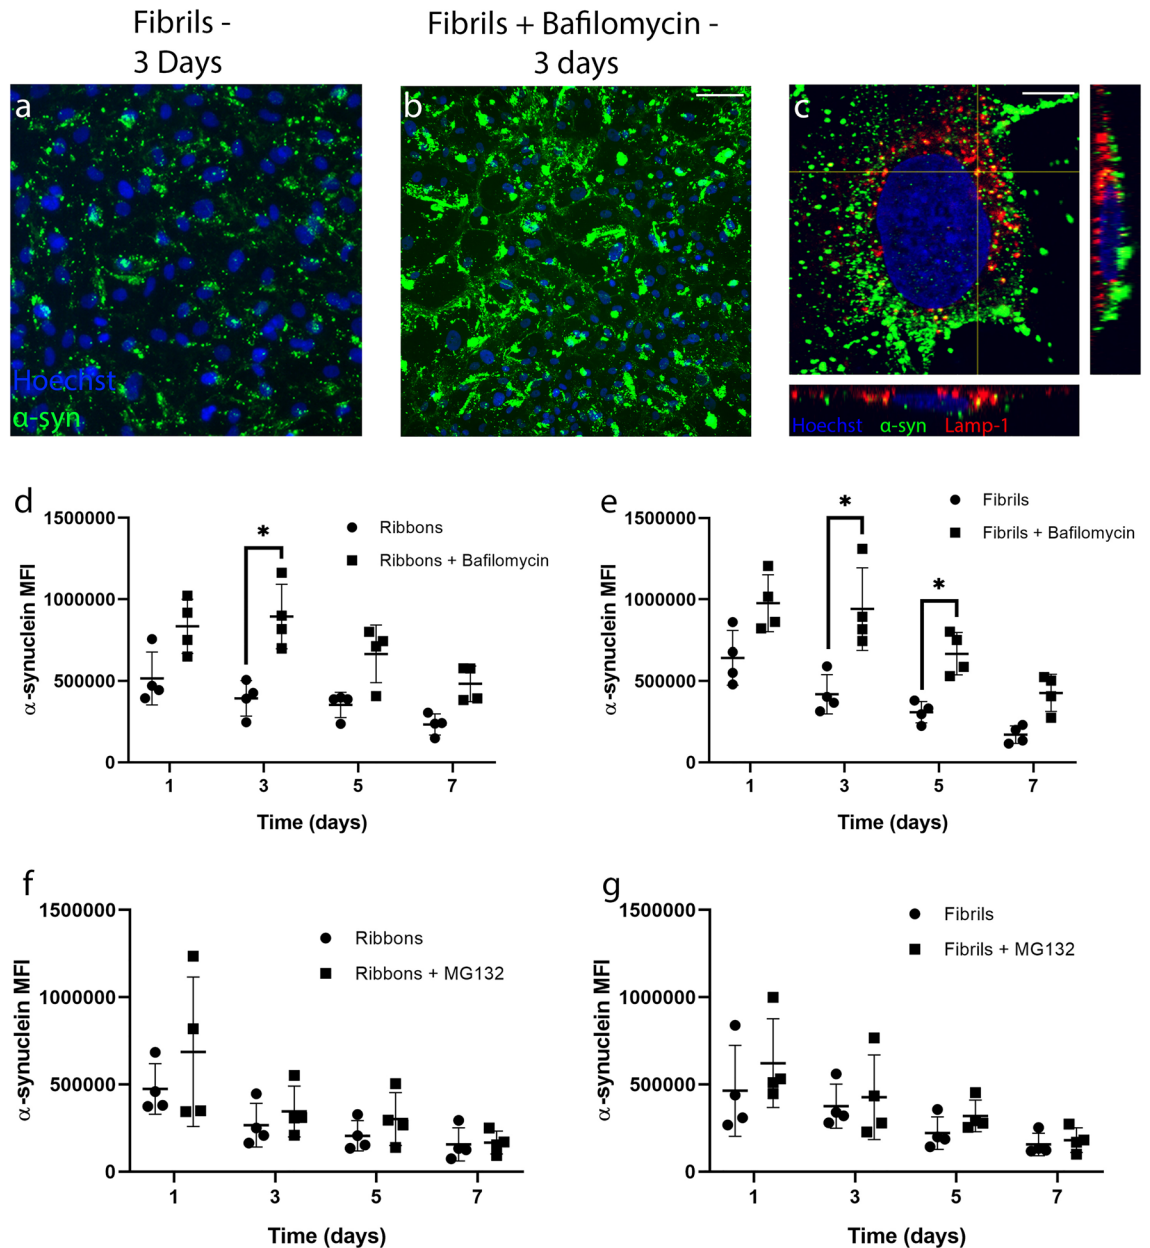 Fibrils -
3 Days
Fibrils + Bafilomycin -
3 days
a
b
c
Hoechst
α-syn
Hoechst α-syn Lamp-1
d
1500000
1000000
500000
0
α-synuclein MFI
*
Ribbons
Ribbons + Bafilomycin
1 3 5 7
Time (days)
e
1500000
1000000
500000
0
α-synuclein MFI
*
*
Fibrils
Fibrils + Bafilomycin
1 3 5 7
Time (days)
f
1500000
1000000
500000
0
α-synuclein MFI
Ribbons
Ribbons + MG132
1 3 5 7
Time (days)
g
1500000
1000000
500000
0
α-synuclein MFI
Fibrils
Fibrils + MG132
1 3 5 7
Time (days)